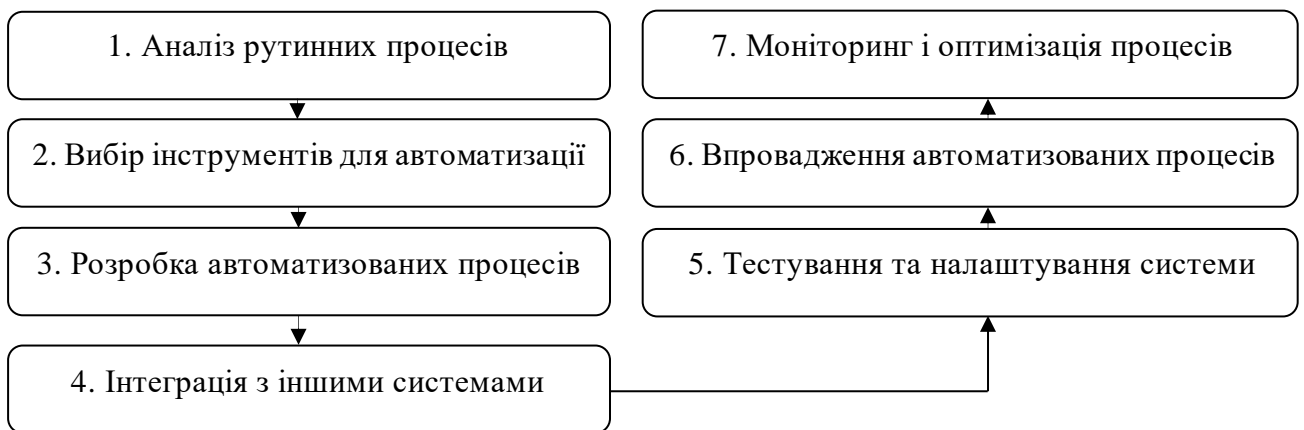 1. Аналіз рутинних процесів
2. Вибір інструментів для автоматизації
3. Розробка автоматизованих процесів
4. Інтеграція з іншими системами
5. Тестування та налаштування системи
6. Впровадження автоматизованих процесів
7. Моніторинг і оптимізація процесів